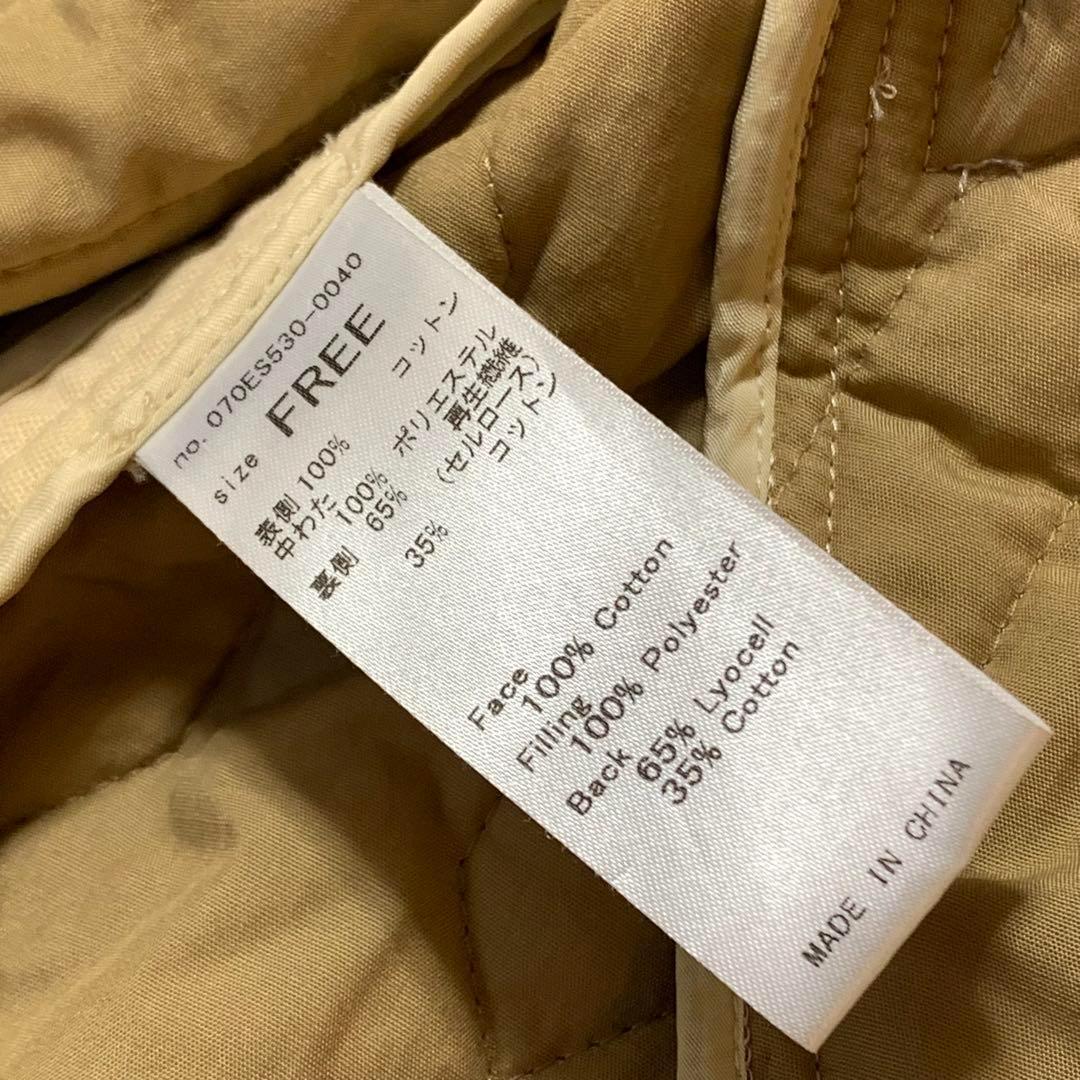 no. 070ES530-0040
size FREE
表側 100% コットン
中わた 100% ポリエステル
裏側 65% 再生繊維
(セルロース)
35% コットン
Face
100% Cotton
Filling
100% Polyester
Back
65% Lyocell
35% Cotton
MADE IN CHINA